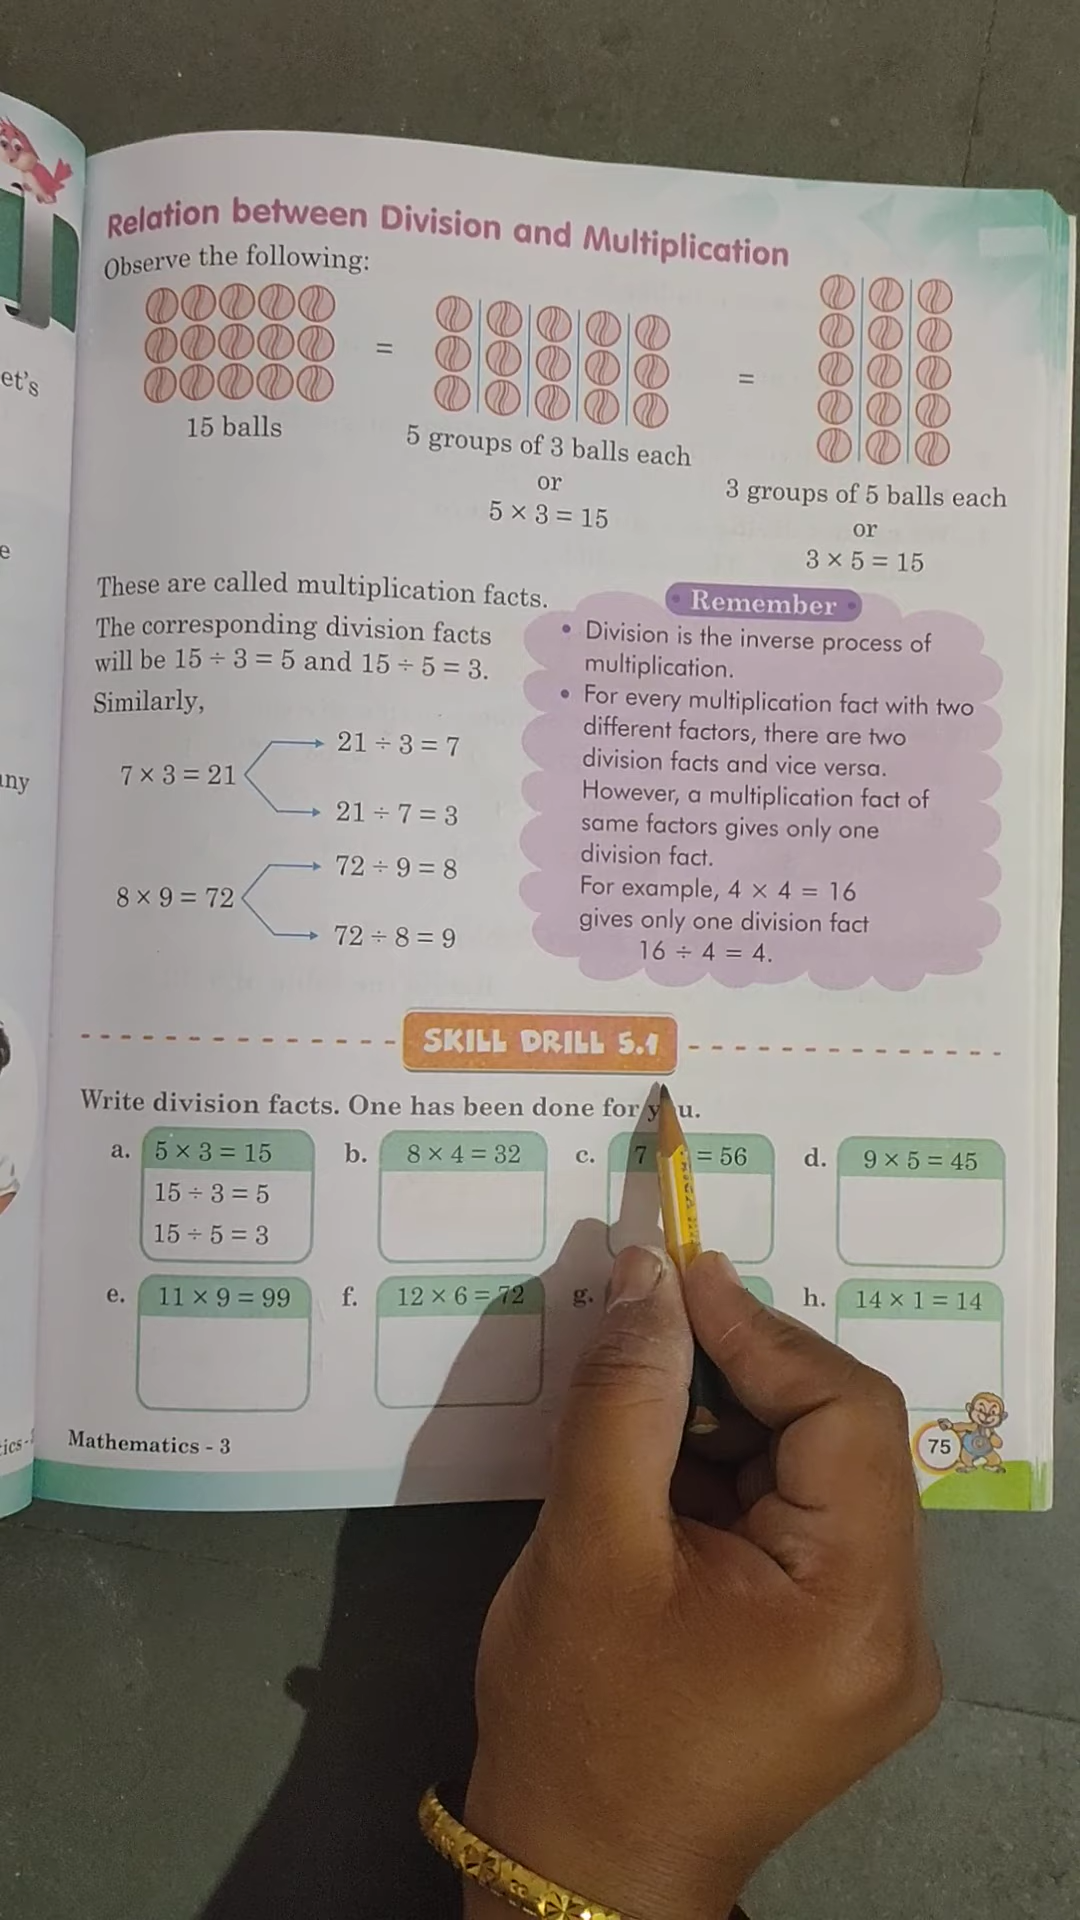 Relation between Division and Multiplication
Observe the following:
15 balls
=
5 groups of 3 balls each
or
5 × 3 = 15
=
3 groups of 5 balls each
or
3 × 5 = 15
These are called multiplication facts.
The corresponding division facts
will be 15 ÷ 3 = 5 and 15 ÷ 5 = 3.
Similarly,
7 × 3 = 21
21 ÷ 3 = 7
21 ÷ 7 = 3
8 × 9 = 72
72 ÷ 9 = 8
72 ÷ 8 = 9
Remember
• Division is the inverse process of
multiplication.
• For every multiplication fact with two
different factors, there are two
division facts and vice versa.
However, a multiplication fact of
same factors gives only one
division fact.
For example, 4 × 4 = 16
gives only one division fact
16 ÷ 4 = 4.
SKILL DRILL 5.1
Write division facts. One has been done for
a. 5 × 3 = 15
15 ÷ 3 = 5
15 ÷ 5 = 3
b. 8 × 4 = 32
c. 7 = 56
d. 9 × 5 = 45
e. 11 × 9 = 99
f. 12 × 6 = 72
g.
h. 14 × 1 = 14
Mathematics - 3
75
et's